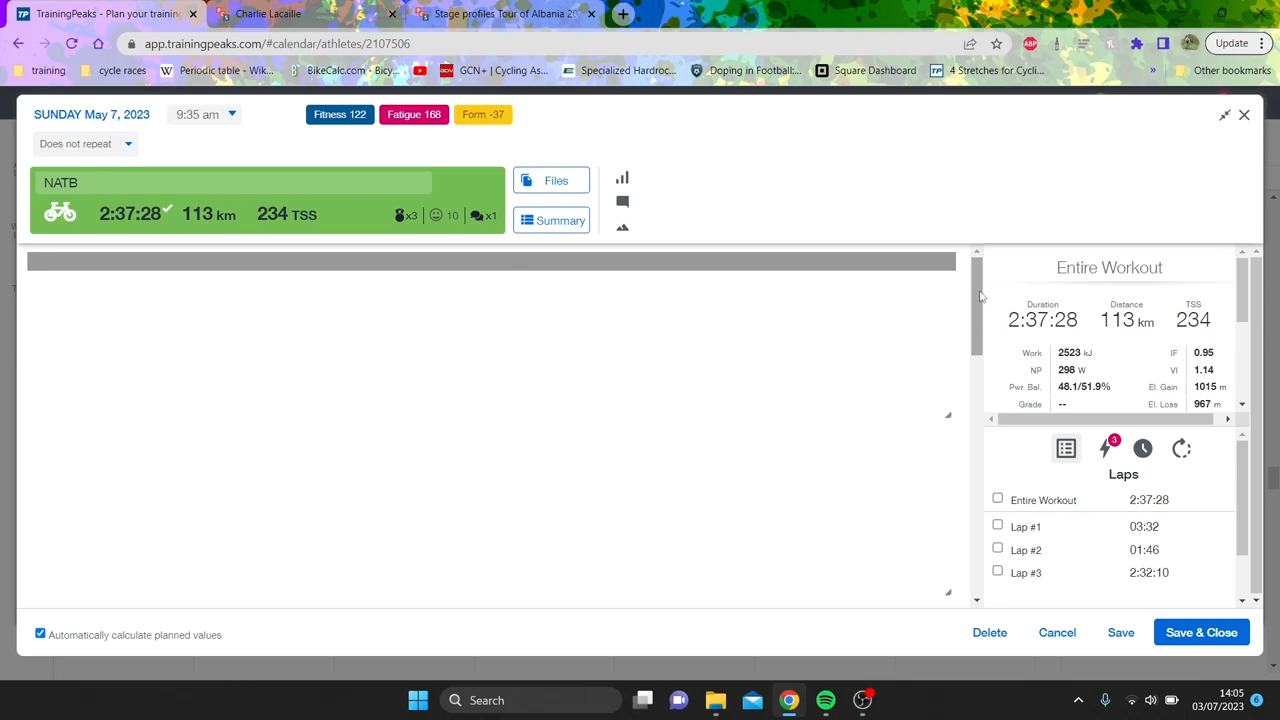 TrainingPeaks - Plan your training
Charlie Lacaille
Stage profiles Tour of Albania 20
app.trainingpeaks.com/#calendar/athletes/2107506
Update
training
cycle races
Periodic table - Wik...
BikeCalc.com - Bicy...
GCN+ | Cycling As...
Specialized Hardroc...
Doping in Football:...
Square Dashboard
4 Stretches for Cycli...
»
Other bookmarks
SUNDAY May 7, 2023
9:35 am
Fitness 122
Fatigue 168
Form -37
Does not repeat
NATB
Files
2:37:28 113 km 234 TSS
x3 10 x1
Summary
Entire Workout
Duration Distance TSS
2:37:28 113 km 234
Work 2523 kJ IF 0.95
NP 298 W VI 1.14
Pwr. Bal. 48.1/51.9% El. Gain 1015 m
Grade -- El. Loss 967 m
3
Laps
Entire Workout 2:37:28
Lap #1 03:32
Lap #2 01:46
Lap #3 2:32:10
Automatically calculate planned values
Delete
Cancel
Save
Save & Close
Search
14:05
03/07/2023
6